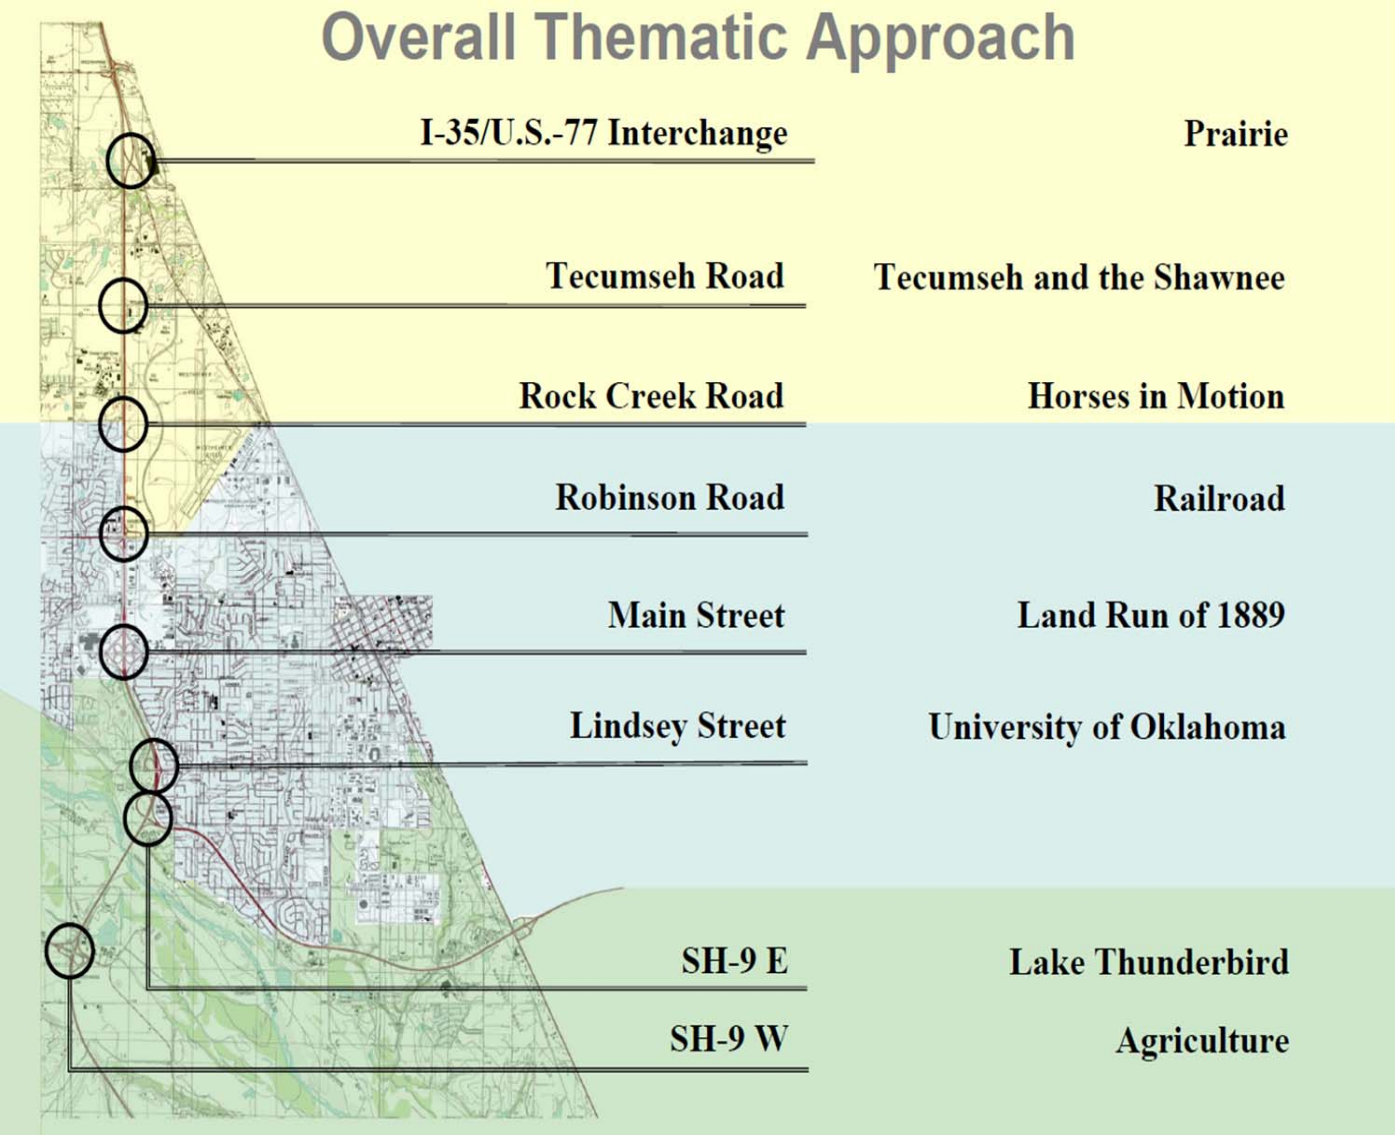 Overall Thematic Approach
I-35/U.S.-77 Interchange Prairie
Tecumseh Road Tecumseh and the Shawnee
Rock Creek Road Horses in Motion
Robinson Road Railroad
Main Street Land Run of 1889
Lindsey Street University of Oklahoma
SH-9 E Lake Thunderbird
SH-9 W Agriculture